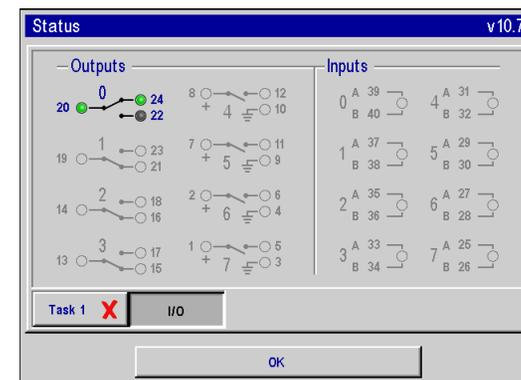 Status v10.7
Outputs Inputs
0 20 24 22
8 12 + 4 10
0 A 39 B 40
4 A 31 B 32
1 19 23 21
7 11 + 5 9
1 A 37 B 38
5 A 29 B 30
2 14 18 16
2 6 + 6 4
2 A 35 B 36
6 A 27 B 28
3 13 17 15
1 5 + 7 3
3 A 33 B 34
7 A 25 B 26
Task 1 X I/O
OK